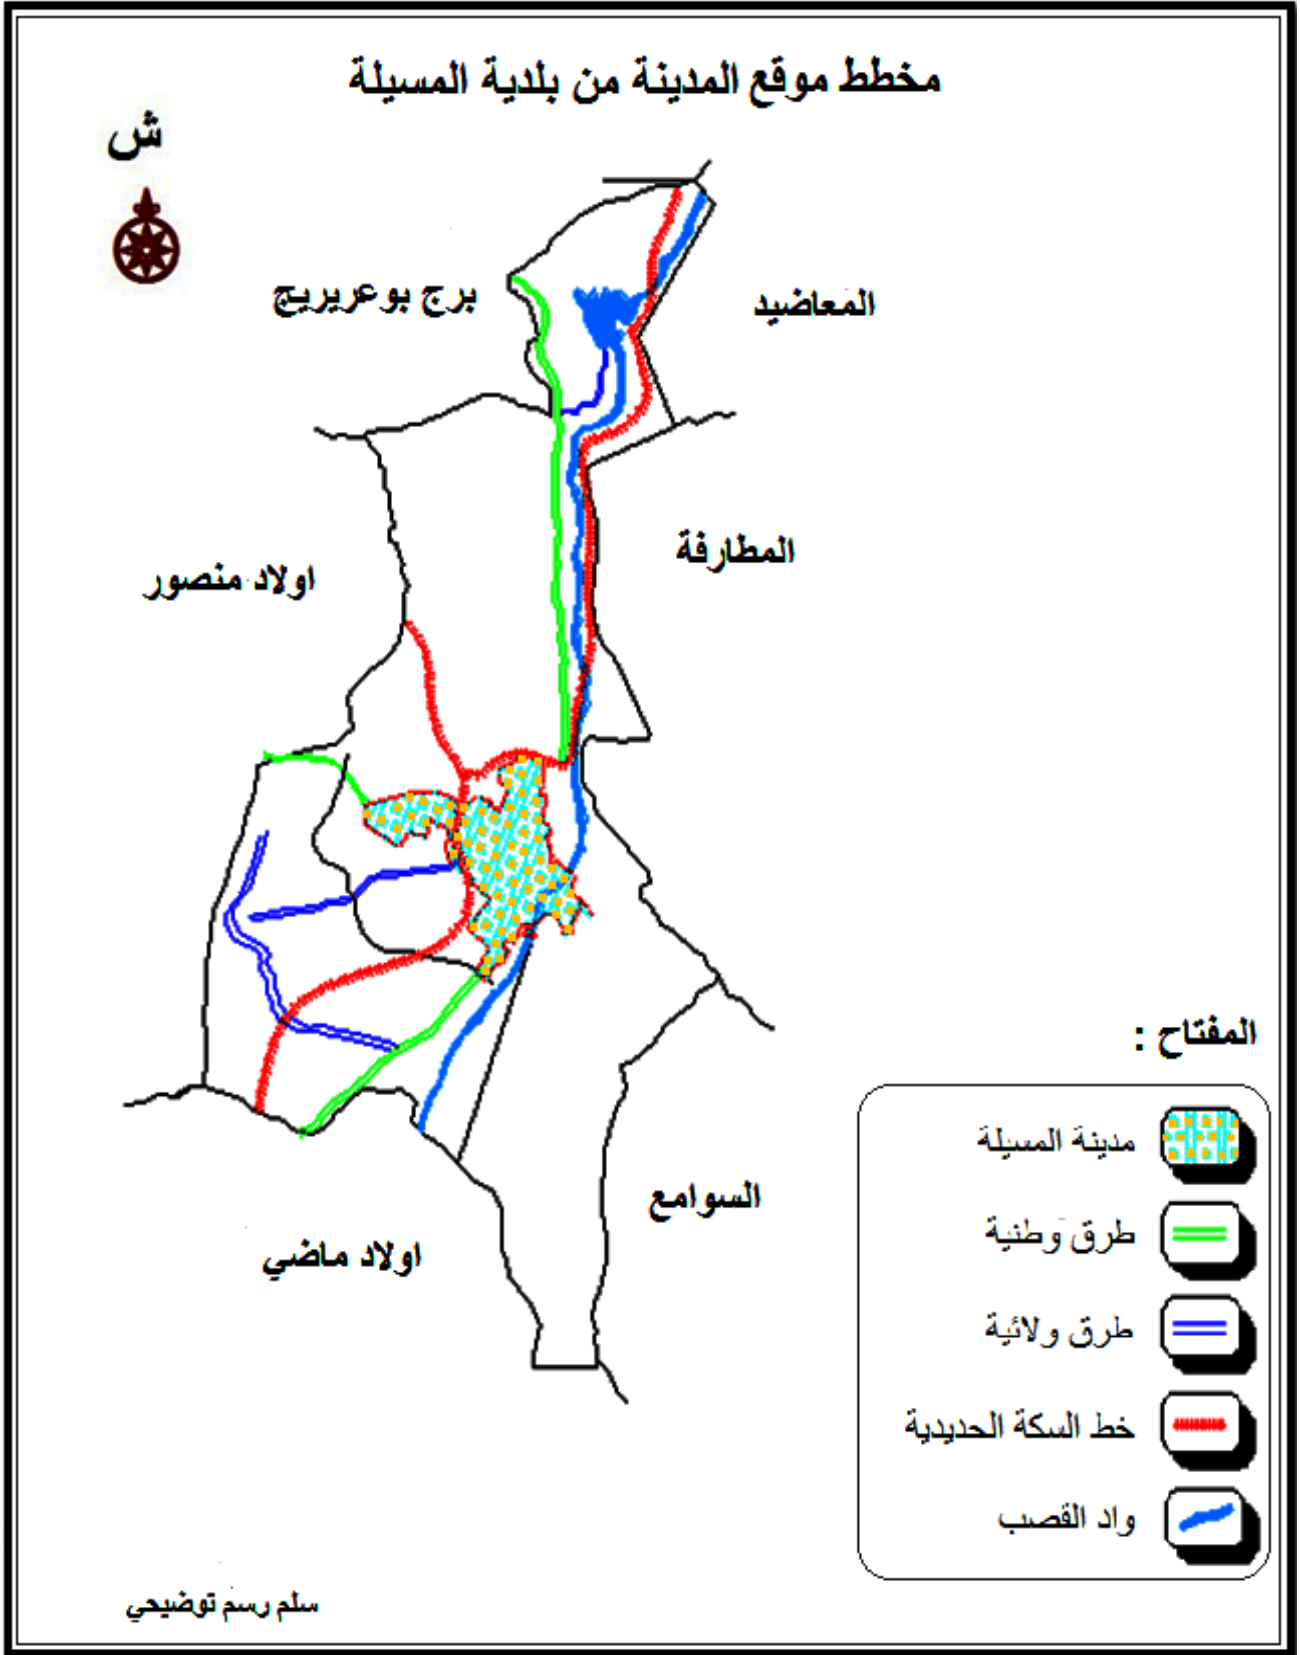 مخطط موقع المدينة من بلدية المسيلة
ش
برج بوعريريج
المعاضيد
المطارفة
اولاد منصور
المفتاح :
مدينة المسيلة
السوامع
طرق وطنية
اولاد ماضي
طرق ولائية
خط السكة الحديدية
واد القصب
سلم رسم توضيحي